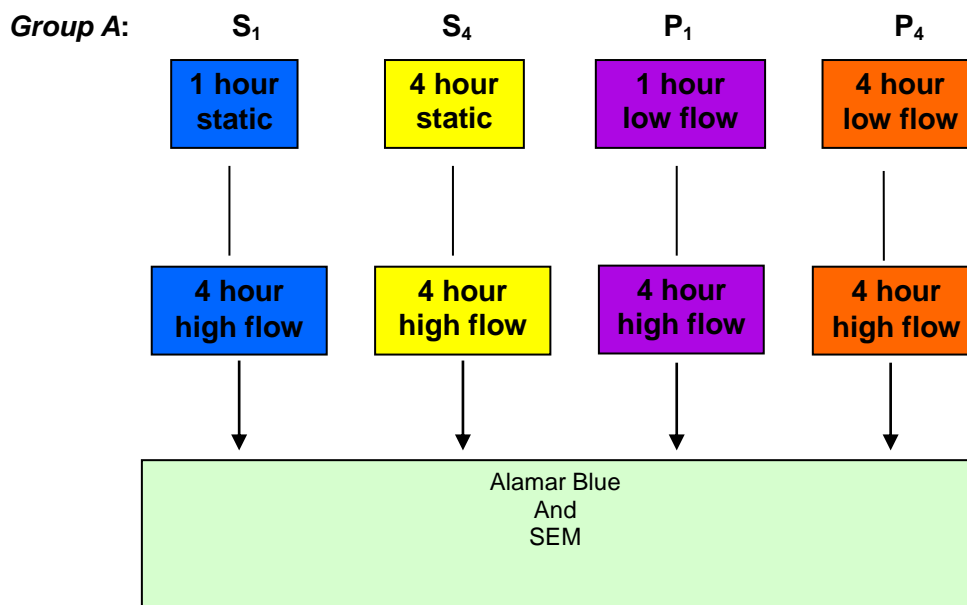 Group A: S₁ S₄ P₁ P₄
1 hour
static
4 hour
static
1 hour
low flow
4 hour
low flow
4 hour
high flow
4 hour
high flow
4 hour
high flow
4 hour
high flow
Alamar Blue
And
SEM